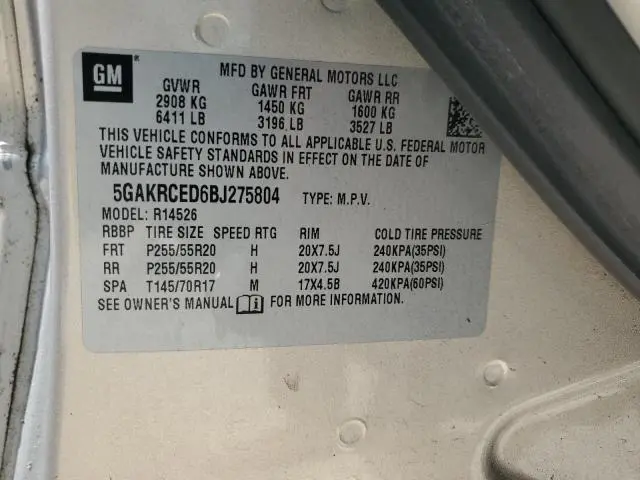 GM ®
MFD BY GENERAL MOTORS LLC
GVWR GAWR FRT GAWR RR
2908 KG 1450 KG 1600 KG
6411 LB 3196 LB 3527 LB
THIS VEHICLE CONFORMS TO ALL APPLICABLE U.S. FEDERAL MOTOR
VEHICLE SAFETY STANDARDS IN EFFECT ON THE DATE OF
MANUFACTURE SHOWN ABOVE.
5GAKRCED6BJ275804 TYPE: M.P.V.
MODEL: R14526
RBBP TIRE SIZE SPEED RTG RIM COLD TIRE PRESSURE
FRT P255/55R20 H 20X7.5J 240KPA(35PSI)
RR P255/55R20 H 20X7.5J 240KPA(35PSI)
SPA T145/70R17 M 17X4.5B 420KPA(60PSI)
SEE OWNER'S MANUAL FOR MORE INFORMATION.